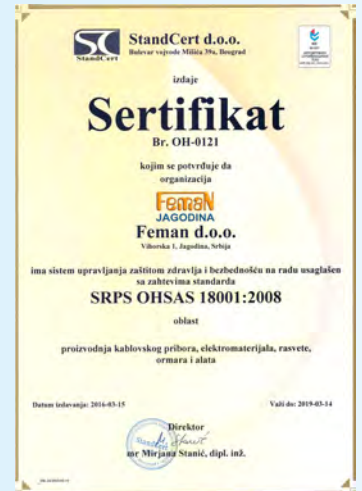 StandCert d.o.o.
Bulevar vojvode Mišića 39a, Beograd
StandCert
izdaje
Sertifikat
Br. OH-0121
kojim se potvrđuje da
organizacija
FemaN
JAGODINA
Feman d.o.o.
Viborska 1, Jagodina, Srbija
ima sistem upravljanja zaštitom zdravlja i bezbednošću na radu usaglašen
sa zahtevima standarda
SRPS OHSAS 18001:2008
oblast
proizvodnja kablovskog pribora, elektromaterijala, rasvete,
ormara i alata
Datum izdavanja: 2016-03-15
Važi do: 2019-03-14
Direktor
mr Mirjana Stanić, dipl. inž.